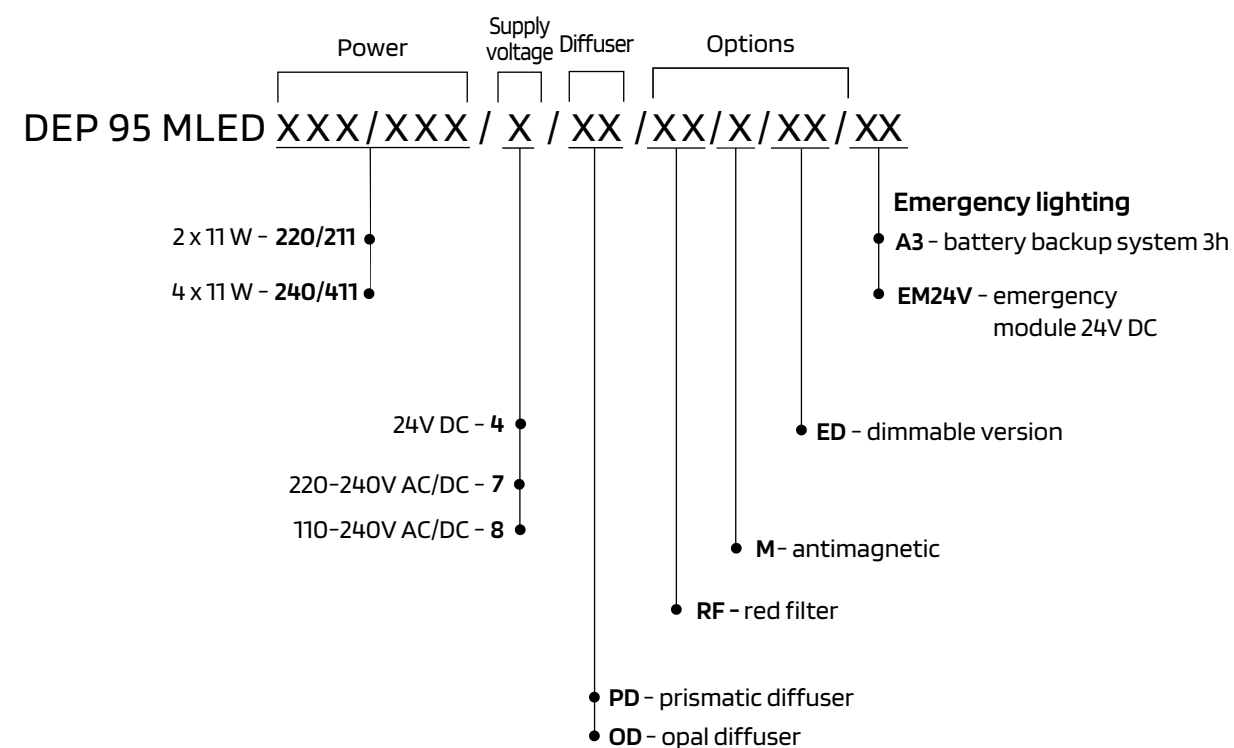 Power
Supply
voltage
Diffuser
Options
DEP 95 MLED XXX/XXX / X / XX /XX/X/XX/XX
Emergency lighting
2 x 11 W - 220/211
A3 - battery backup system 3h
4 x 11 W - 240/411
EM24V - emergency
module 24V DC
24V DC - 4
ED - dimmable version
220-240V AC/DC - 7
110-240V AC/DC - 8
M- antimagnetic
RF - red filter
PD - prismatic diffuser
OD - opal diffuser